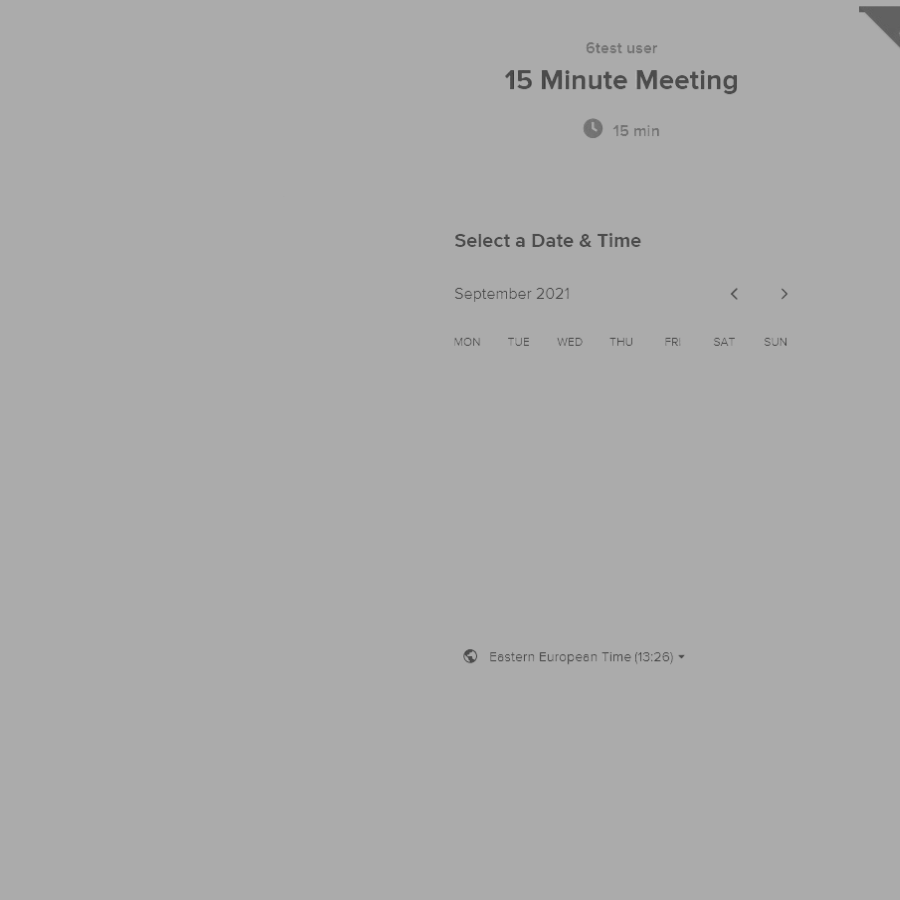 6test user
15 Minute Meeting
15 min
Select a Date & Time
September 2021
MON TUE WED THU FRI SAT SUN
Eastern European Time (13:26)